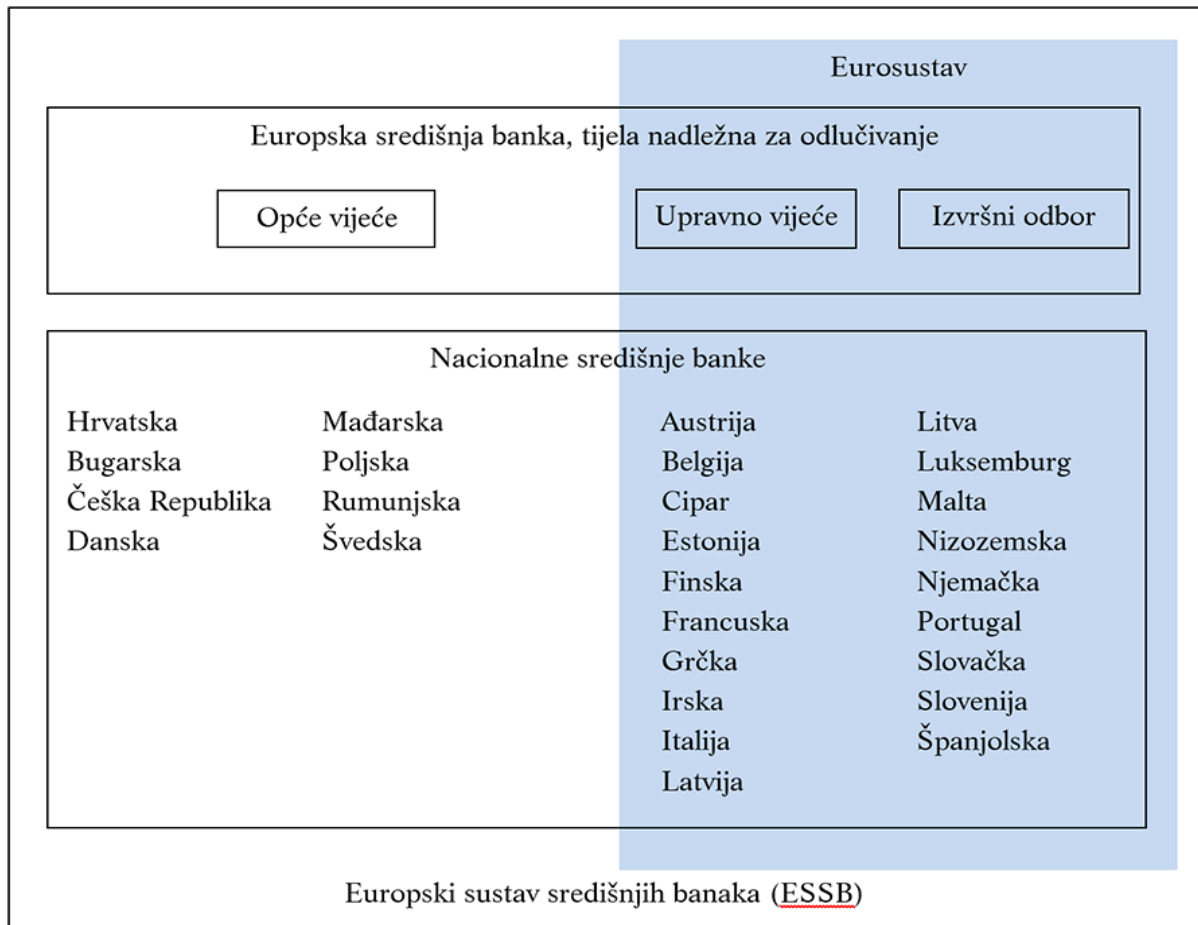 Eurosustav
Europska središnja banka, tijela nadležna za odlučivanje
Opće vijeće
Upravno vijeće
Izvršni odbor
Nacionalne središnje banke
Hrvatska
Bugarska
Češka Republika
Danska
Mađarska
Poljska
Rumunjska
Švedska
Austrija
Belgija
Cipar
Estonija
Finska
Francuska
Grčka
Irska
Italija
Latvija
Litva
Luksemburg
Malta
Nizozemska
Njemačka
Portugal
Slovačka
Slovenija
Španjolska
Europski sustav središnjih banaka (ESSB)